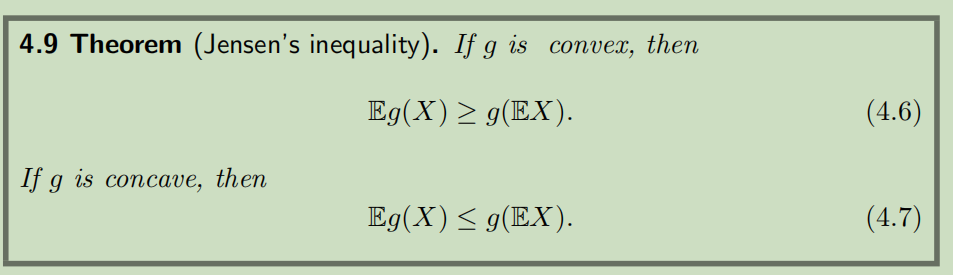 4.9 Theorem (Jensen's inequality). If g is convex, then
𝔼g(X) ≥ g(𝔼X). (4.6)
If g is concave, then
𝔼g(X) ≤ g(𝔼X). (4.7)